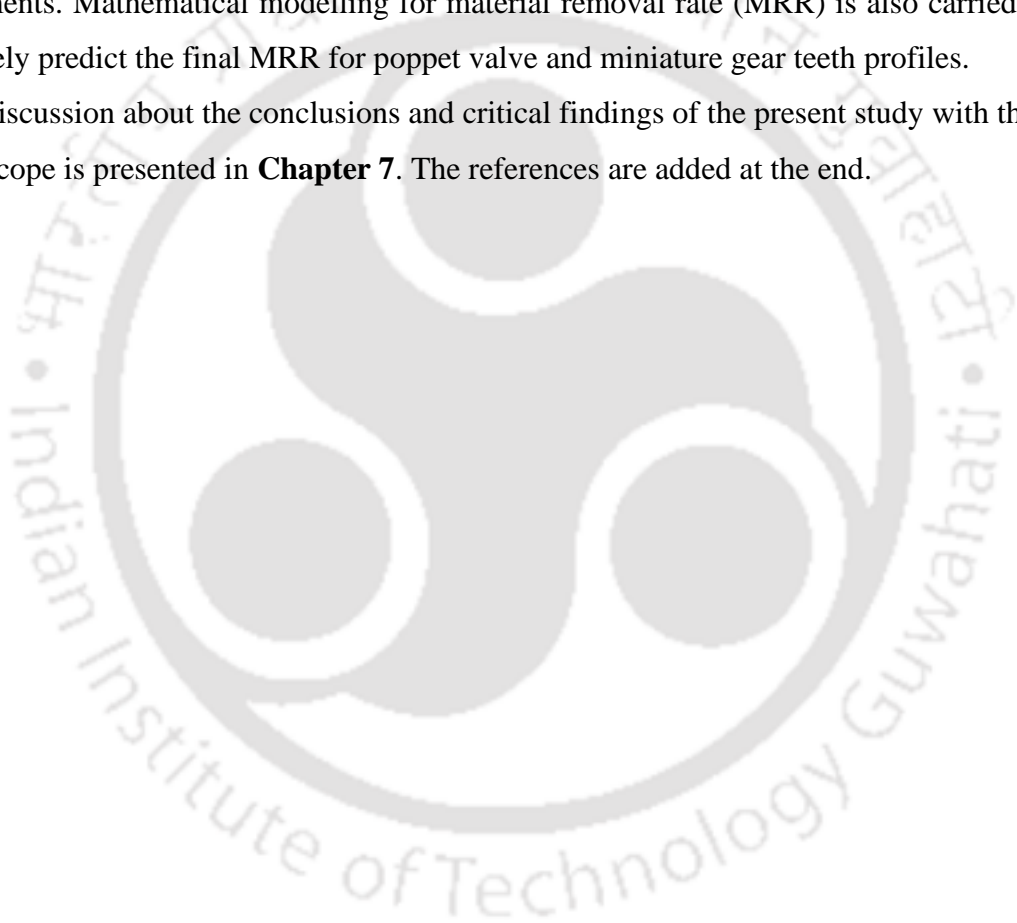 ents. Mathematical modelling for material removal rate (MRR) is also carried
ely predict the final MRR for poppet valve and miniature gear teeth profiles.
iscussion about the conclusions and critical findings of the present study with th
cope is presented in Chapter 7. The references are added at the end.
Indian Institute of Technology Guwahati